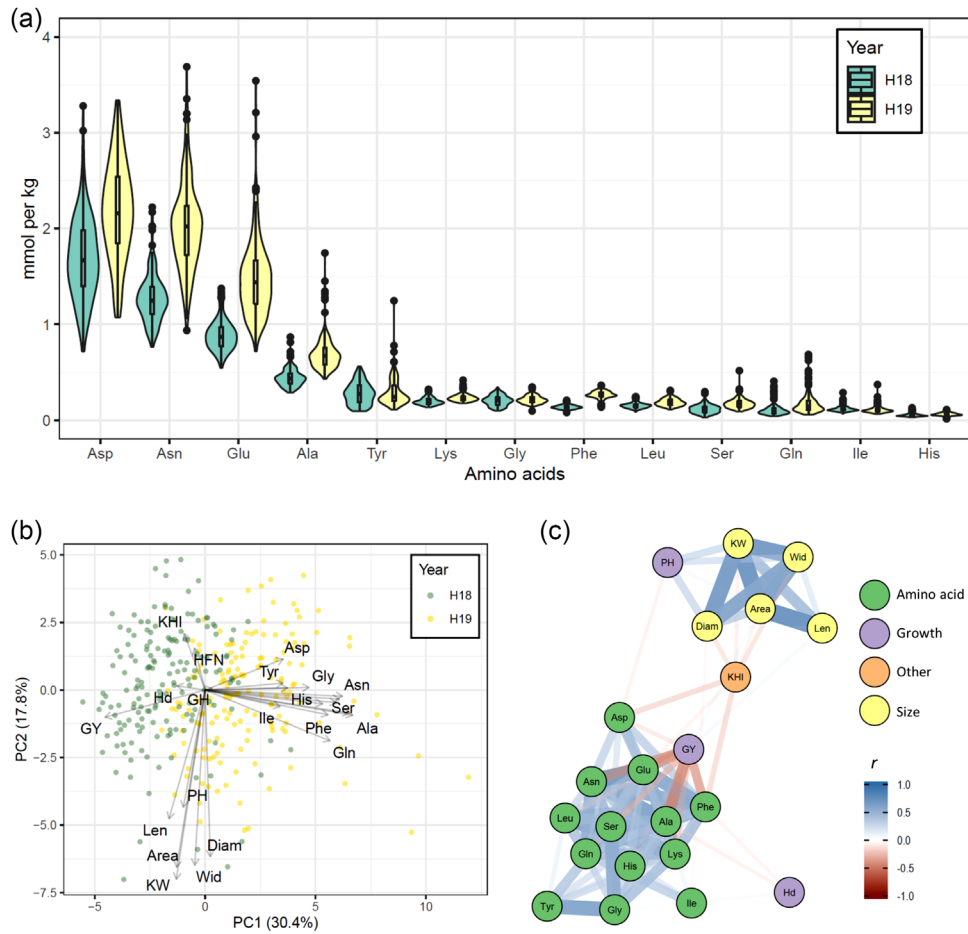 (a)
4
3
2
1
0
mmol per kg
Year
H18
H19
Asp Asn Glu Ala Tyr Lys Gly Phe Leu Ser Gln Ile His
Amino acids
(b)
5.0
2.5
0.0
−2.5
−5.0
−7.5
PC2 (17.8%)
Year
H18
H19
KHI
HFN
Asp
Tyr
Gly
Asn
Hd
GH
His
Ser
GY
Ile
Phe
Ala
Gln
PH
Len
Diam
Area
KW
Wid
−5 0 5 10
PC1 (30.4%)
(c)
KW
PH
Wid
Area
Diam
Len
KHI
Asp
GY
Glu
Asn
Phe
Leu
Ser
Ala
Gln
Lys
His
Hd
Tyr
Gly
Ile
Amino acid
Growth
Other
Size
r
1.0
0.5
0.0
-0.5
-1.0